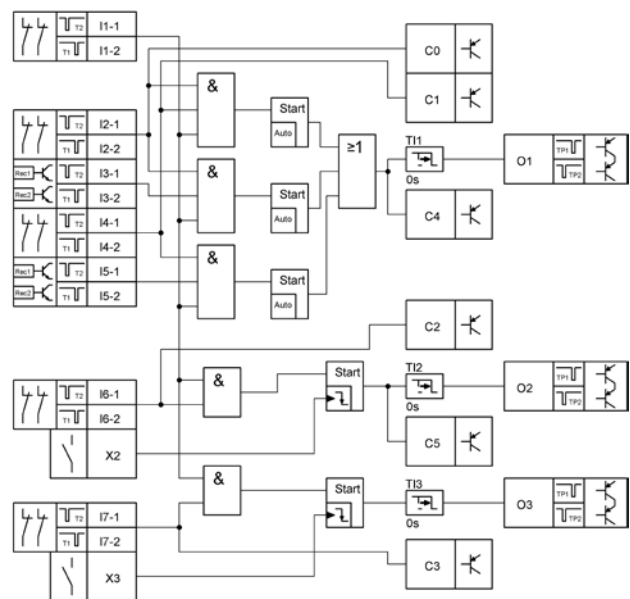 T2 I1-1
T1 I1-2
C0
C1
&
Start
Auto
T2 I2-1
T1 I2-2
Rec1 T2 I3-1
Rec2 T1 I3-2
T2 I4-1
T1 I4-2
Rec1 T2 I5-1
Rec2 T1 I5-2
&
Start
Auto
&
Start
Auto
≥1
TI1
0s
O1 TP1
TP2
C4
C2
T2 I6-1
T1 I6-2
X2
&
Start
TI2
0s
O2 TP1
TP2
C5
T2 I7-1
T1 I7-2
X3
&
Start
TI3
0s
O3 TP1
TP2
C3